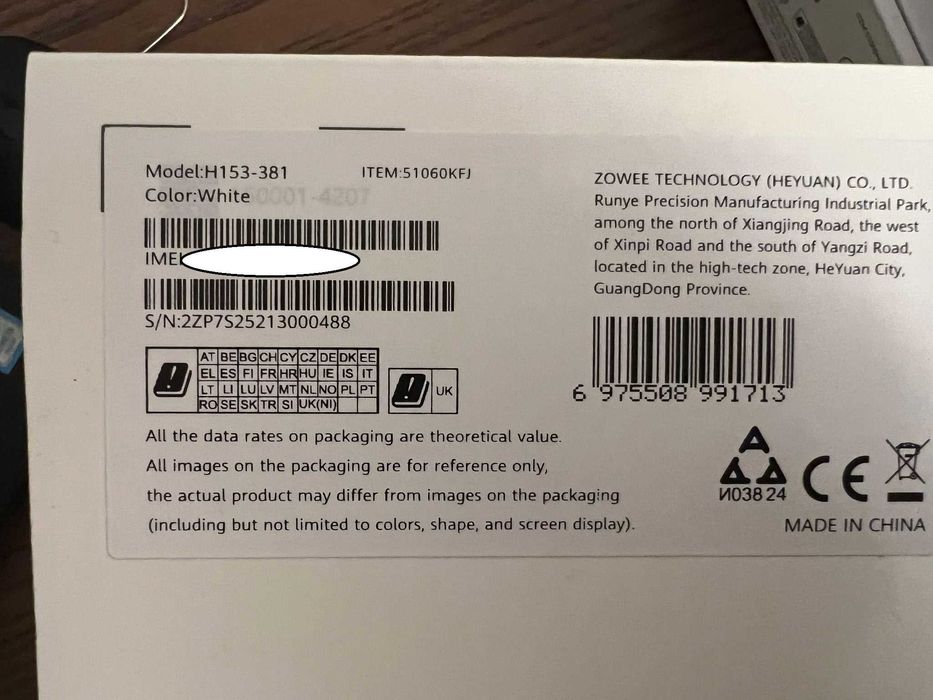 Model:H153-381
ITEM:51060KFJ
Color:White
IMEI
S/N:2ZP7S25213000488
AT BE BG CH CY CZ DE DK EE
EL ES FI FR HR HU IE IS IT
LT LI LU LV MT NL NO PL PT
RO SE SK TR SI UK(NI)
UK
All the data rates on packaging are theoretical value.
All images on the packaging are for reference only,
the actual product may differ from images on the packaging
(including but not limited to colors, shape, and screen display).
ZOWEE TECHNOLOGY (HEYUAN) CO., LTD.
Runye Precision Manufacturing Industrial Park,
among the north of Xiangjing Road, the west
of Xinpi Road and the south of Yangzi Road,
located in the high-tech zone, HeYuan City,
GuangDong Province.
6 975508 991713
И038 24
CE
MADE IN CHINA